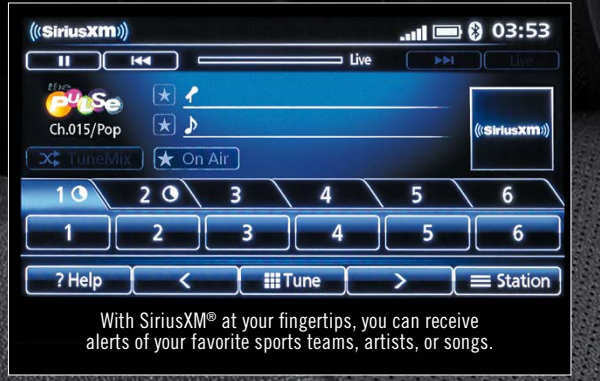 ((SiriusXM))
03:53
Live
Live
the PULSE
Ch.015/Pop
((SiriusXM))
TuneMix
On Air
1 2 3 4 5 6
1 2 3 4 5 6
? Help < Tune > Station
With SiriusXM® at your fingertips, you can receive
alerts of your favorite sports teams, artists, or songs.